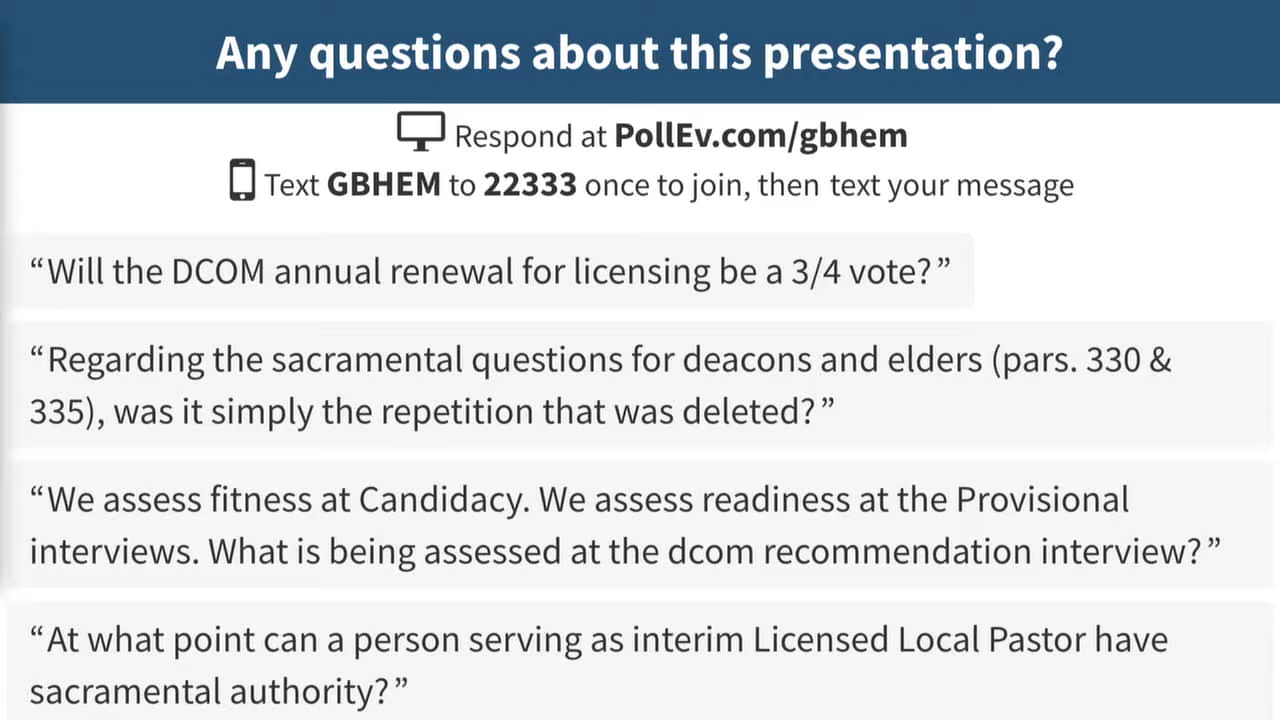 Any questions about this presentation?
Respond at PollEv.com/gbhem
Text GBHEM to 22333 once to join, then text your message
“Will the DCOM annual renewal for licensing be a 3/4 vote?”
“Regarding the sacramental questions for deacons and elders (pars. 330 &
335), was it simply the repetition that was deleted?”
“We assess fitness at Candidacy. We assess readiness at the Provisional
interviews. What is being assessed at the dcom recommendation interview?”
“At what point can a person serving as interim Licensed Local Pastor have
sacramental authority?”